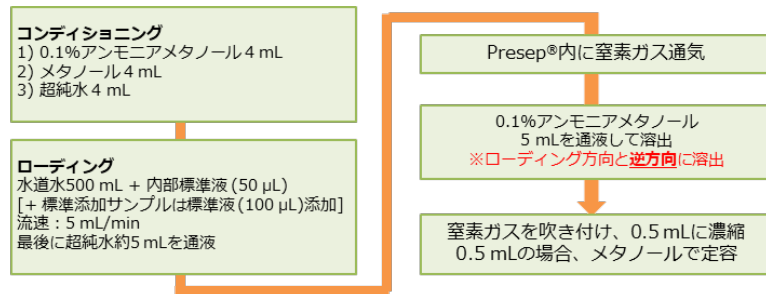 コンディショニング
1) 0.1%アンモニアメタノール4 mL
2) メタノール4 mL
3) 超純水4 mL
ローディング
水道水500 mL + 内部標準液 (50 μL)
[+ 標準添加サンプルは標準液 (100 μL)添加]
流速：5 mL/min
最後に超純水約5 mLを通液
Presep®内に窒素ガス通気
0.1%アンモニアメタノール
5 mLを通液して溶出
※ローディング方向と逆方向に溶出
窒素ガスを吹き付け、0.5 mLに濃縮
0.5 mLの場合、メタノールで定容